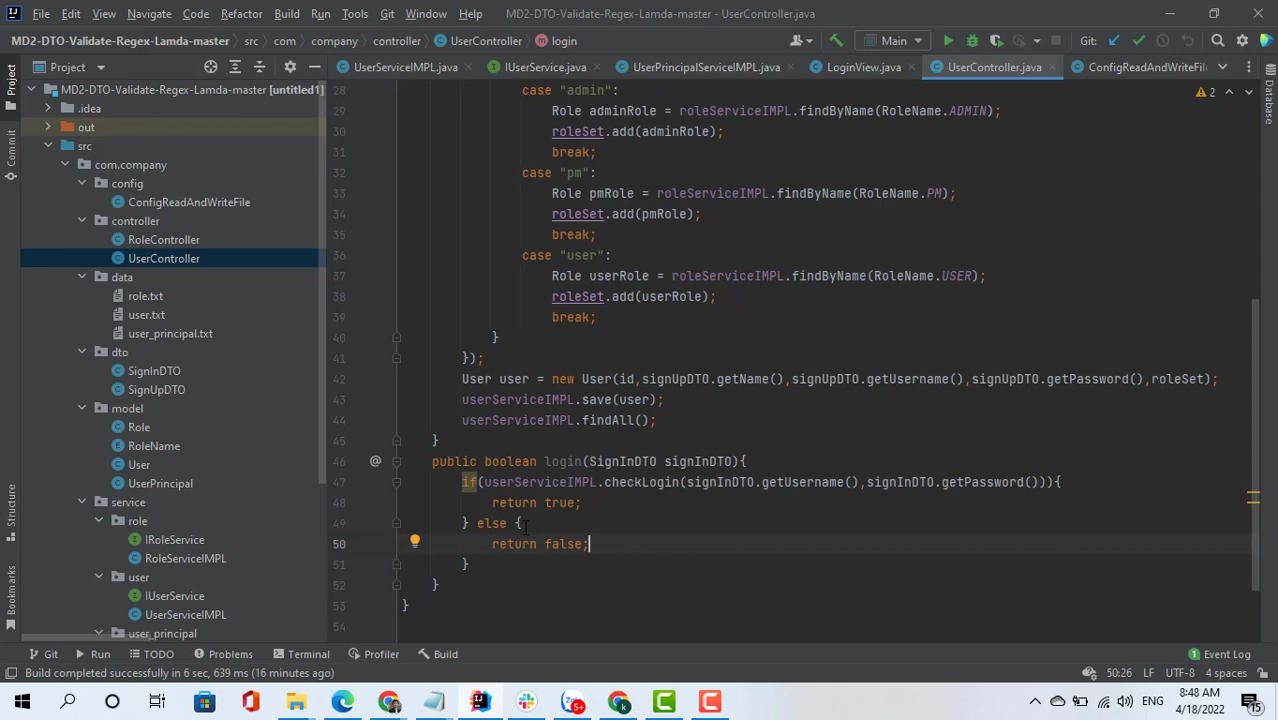 File Edit View Navigate Code Refactor Build Run Tools Git Window Help MD2-DTO-Validate-Regex-Lamda-master - UserController.java
MD2-DTO-Validate-Regex-Lamda-master src com company controller UserController login Main Git:
Project UserServiceIMPL.java IUserService.java UserPrincipalServiceIMPL.java LoginView.java UserController.java ConfigReadAndWriteFile
Project
Commit
Structure
Bookmarks
Database
MD2-DTO-Validate-Regex-Lamda-master [untitled1]
.idea
out
src
com.company
config
ConfigReadAndWriteFile
controller
RoleController
UserController
data
role.txt
user.txt
user_principal.txt
dto
SignInDTO
SignUpDTO
model
Role
RoleName
User
UserPrincipal
service
role
IRoleService
RoleServiceIMPL
user
IUserService
UserServiceIMPL
user_principal
2
28 case "admin":
29 Role adminRole = roleServiceIMPL.findByName(RoleName.ADMIN);
30 roleSet.add(adminRole);
31 break;
32 case "pm":
33 Role pmRole = roleServiceIMPL.findByName(RoleName.PM);
34 roleSet.add(pmRole);
35 break;
36 case "user":
37 Role userRole = roleServiceIMPL.findByName(RoleName.USER);
38 roleSet.add(userRole);
39 break;
40 }
41 });
42 User user = new User(id,signUpDTO.getName(),signUpDTO.getUsername(),signUpDTO.getPassword(),roleSet);
43 userServiceIMPL.save(user);
44 userServiceIMPL.findAll();
45 }
46 @ public boolean login(SignInDTO signInDTO){
47 if(userServiceIMPL.checkLogin(signInDTO.getUsername(),signInDTO.getPassword())){
48 return true;
49 } else {
50 return false;
51 }
52 }
53 }
54
Git Run TODO Problems Terminal Profiler Build 1 Event Log
Build completed successfully in 6 sec, 639 ms (16 minutes ago) 50:26 LF UTF-8 4 spaces
5+ k ENG 8:48 AM
4/18/2022 15